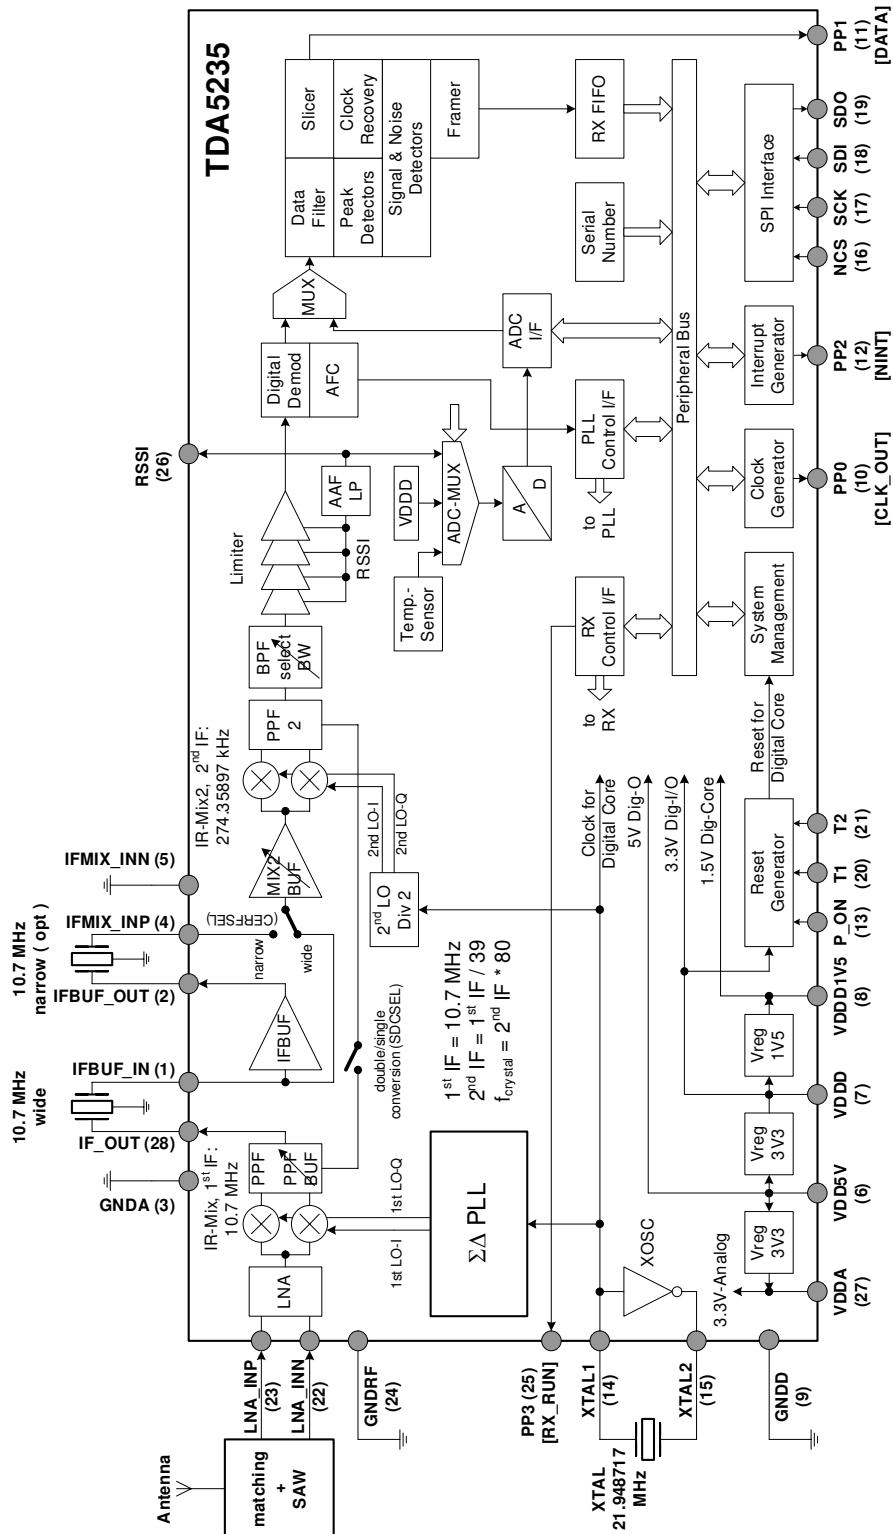 TDA5235
Antenna
matching
+
SAW
LNA_INP
(23)
LNA_INN
(22)
GNDRF
(24)
PP3 (25)
[RX_RUN]
XTAL1
(14)
XTAL
21.948717
MHz
XTAL2
(15)
GNDD
(9)
GNDA (3)
IF_OUT (28)
10.7 MHz
wide
IFBUF_IN (1)
IFBUF_OUT (2)
10.7 MHz
narrow ( opt )
IFMIX_INP (4)
IFMIX_INN (5)
RSSI
(26)
LNA
IR-Mix, 1st IF:
10.7 MHz
PPF
PPF
BUF
1st LO-I
1st LO-Q
ΣΔ PLL
IFBUF
double/single
conversion (SDCSEL)
narrow
wide
(CERFSEL)
MIX2
BUF
IR-Mix2, 2nd IF:
274.35897 kHz
PPF
2
2nd LO-I
2nd LO-Q
2nd LO
Div 2
1st IF = 10.7 MHz
2nd IF = 1st IF / 39
fcrystal = 2nd IF * 80
BPF
select
BW
Limiter
RSSI
AAF
LP
Digital
Demod
AFC
MUX
Data
Filter
Slicer
Peak
Detectors
Clock
Recovery
Signal & Noise
Detectors
Framer
Temp.-
Sensor
VDDD
ADC-MUX
A
D
ADC
I/F
Serial
Number
RX FIFO
to
RX
RX
Control I/F
to
PLL
PLL
Control I/F
Peripheral Bus
XOSC
Clock for
Digital Core
5V Dig-O
3.3V Dig-I/O
1.5V Dig-Core
3.3V-Analog
Vreg
3V3
Vreg
3V3
Vreg
1V5
Reset
Generator
Reset for
Digital Core
System
Management
Clock
Generator
Interrupt
Generator
SPI Interface
VDDA
(27)
VDD5V
(6)
VDDD
(7)
VDDD1V5
(8)
P_ON
(13)
T1
(20)
T2
(21)
PP0
(10)
[CLK_OUT]
PP2
(12)
[NINT]
NCS
(16)
SCK
(17)
SDI
(18)
SDO
(19)
PP1
(11)
[DATA]